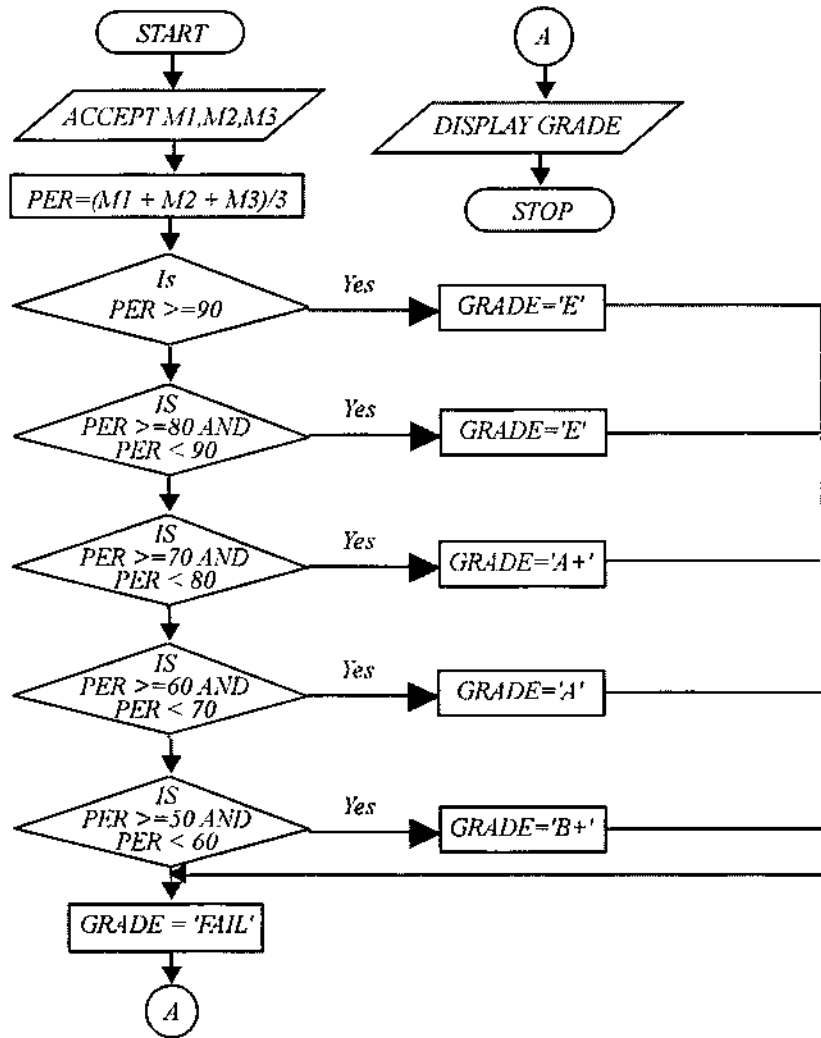 START
ACCEPT M1,M2,M3
PER=(M1 + M2 + M3)/3
Is
PER >=90
Yes
GRADE='E'
IS
PER >=80 AND
PER < 90
Yes
GRADE='E'
IS
PER >=70 AND
PER < 80
Yes
GRADE='A+'
IS
PER >=60 AND
PER < 70
Yes
GRADE='A'
IS
PER >=50 AND
PER < 60
Yes
GRADE='B+'
GRADE = 'FAIL'
A
A
DISPLAY GRADE
STOP